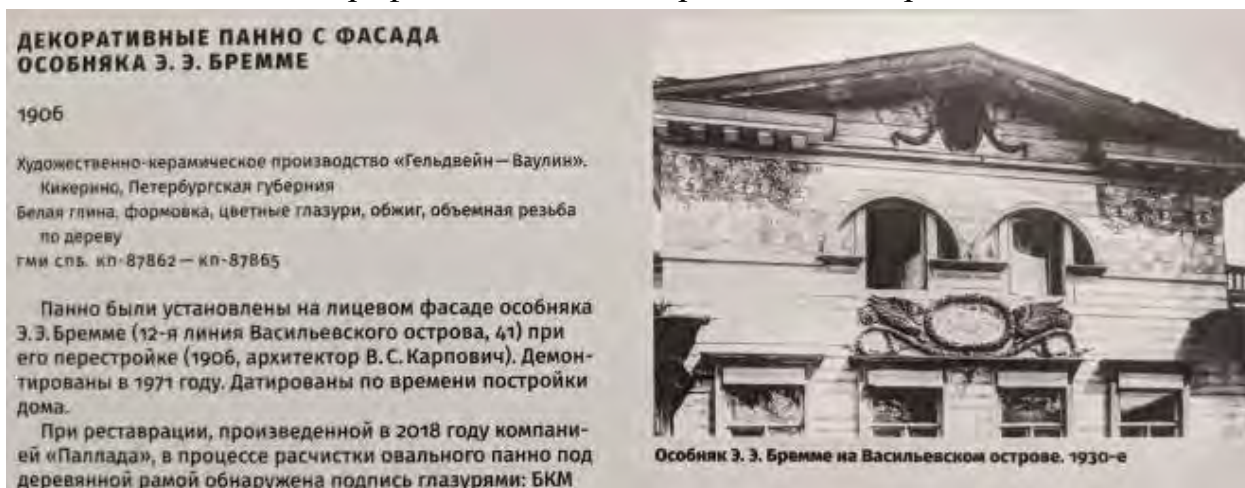 ДЕКОРАТИВНЫЕ ПАННО С ФАСАДА
ОСОБНЯКА Э. Э. БРЕММЕ
1906
Художественно-керамическое производство «Гельдвейн — Ваулин».
Кикерино, Петербургская губерния
Белая глина, формовка, цветные глазури, обжиг, объемная резьба
по дереву
ГМИ СПБ. КП-87862 — КП-87865
Панно были установлены на лицевом фасаде особняка
Э. Э. Бремме (12-я линия Васильевского острова, 41) при
его перестройке (1906, архитектор В. С. Карпович). Демон-
тированы в 1971 году. Датированы по времени постройки
дома.
При реставрации, произведенной в 2018 году компани-
ей «Паллада», в процессе расчистки овального панно под
деревянной рамой обнаружена подпись глазурями: БКМ
Особняк Э. Э. Бремме на Васильевском острове. 1930-е